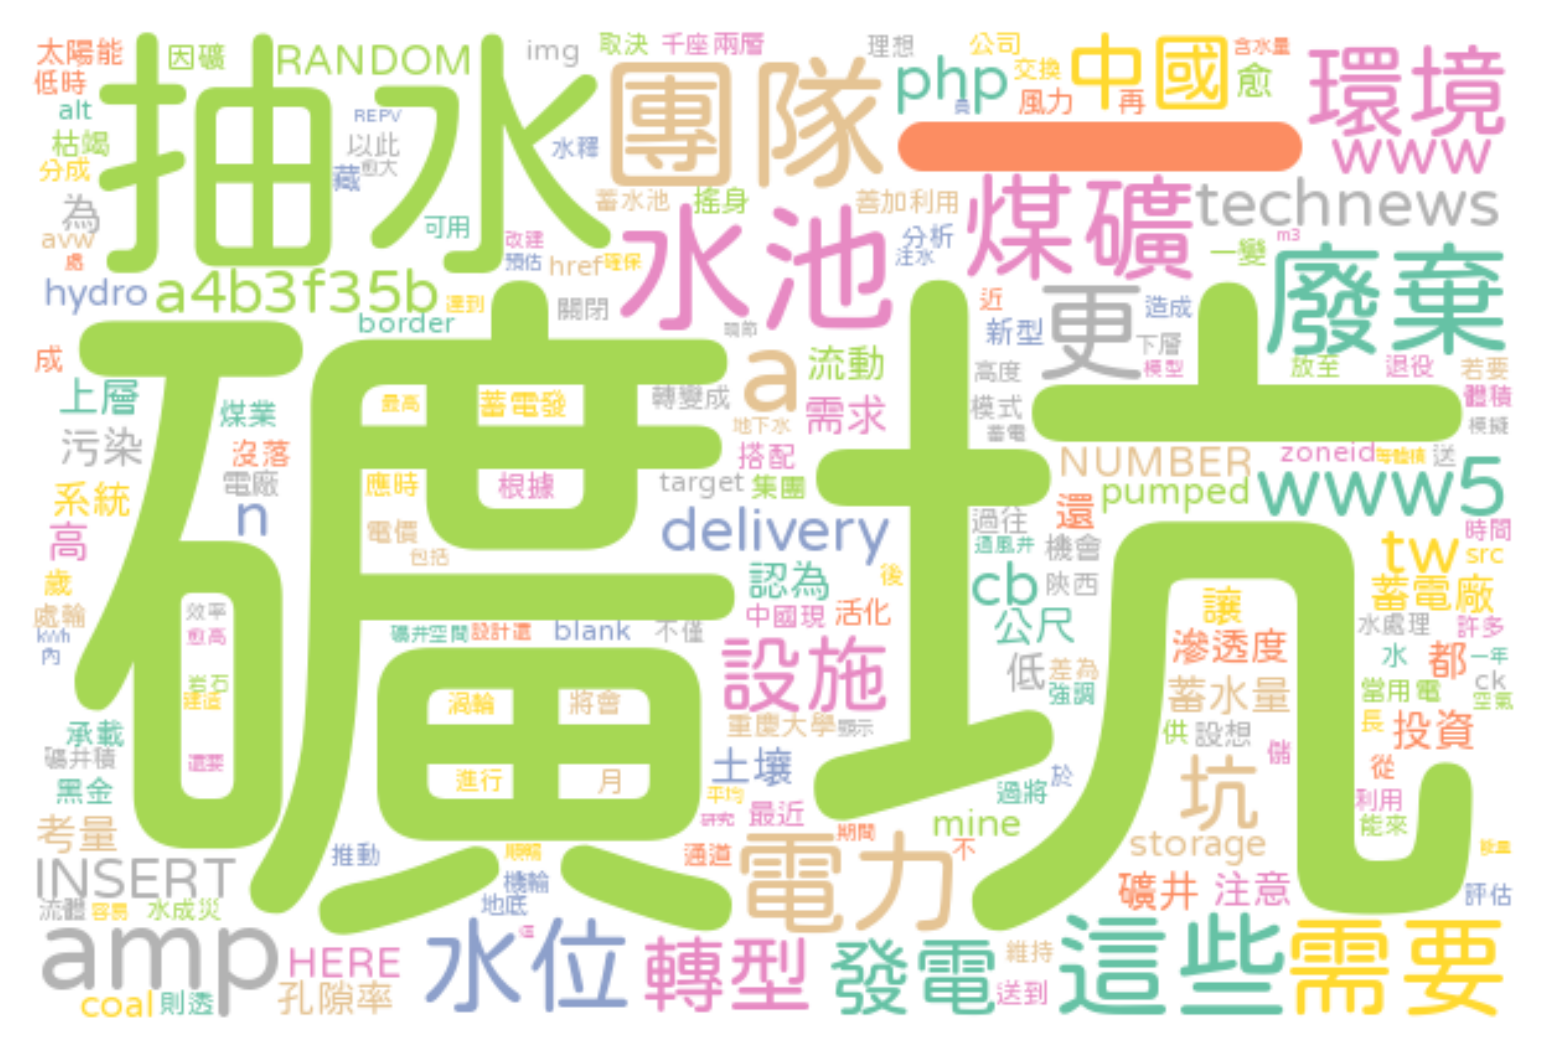 太陽能
因礦
RANDOM
img
取決
千座
兩層
理想
公司
中國
含水量
環境
低時
抽水
團隊
php
交換
愈
alt
REPV
風力
再
枯竭
以此
水釋
一
www
分成
藏
愈大
煤礦
technews
為
可用
蓄水池
搖身
善加利用
avw
處
改建
水池
分析
m3
預估
href
確保
注水
一變
廢棄
hydro
a4b3f35b
達到
關閉
近
更
造成
border
新型
下層
成
礦坑
a
流動
高度
模型
放至
退役
若要
上層
煤業
最高
蓄電發
轉變成
需求
模式
體積
污染
地下水
蓄電
模擬
沒落
搭配
NUMBER
zoneid
送
電廠
應時
根據
target
集團
pumped
www5
系統
n
delivery
過往
還
高
電價
通風井
機會
tw
時間
src
包括
認為
後
cb
陝西
歲
蓄電廠
處輪
效率
中國現
活化
公尺
讓
kWh
愈高
礦井空間
設計還
blank
不僅
水處理
許多
內
設施
低
差為
滲透度
水
都
一年
岩石
強調
蓄水量
當用電
ck
空氣
建造
渦輪
將會
重慶大學
顯示
長
承載
供
設想
投資
礦井積
還要
土壤
於
儲
從
黑金
進行
月
平均
過將
坑
利用
考量
研究
最近
mine
能來
推動
通道
電力
期間
不
storage
INSERT
機輪
礦井
注意
評估
流體
容易
水成災
地底
amp
HERE
水位
轉型
發電
維持
這些
需要
coal
則透
孔隙率
送到